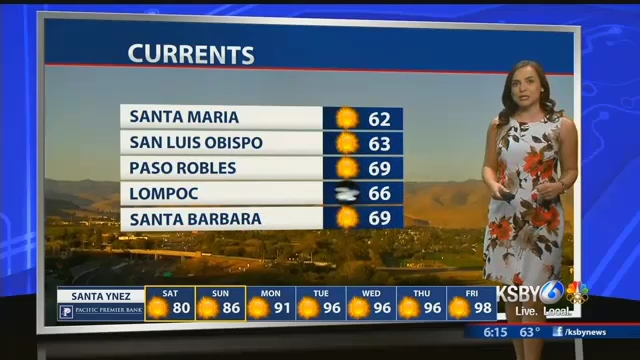 CURRENTS
SANTA MARIA 62
SAN LUIS OBISPO 63
PASO ROBLES 69
LOMPOC 66
SANTA BARBARA 69
SANTA YNEZ
PACIFIC PREMIER BANK
SAT SUN MON TUE WED THU FRI
80 86 91 96 96 96 98
KSBY 6
Live. Local.
6:15 63° f /ksbynews